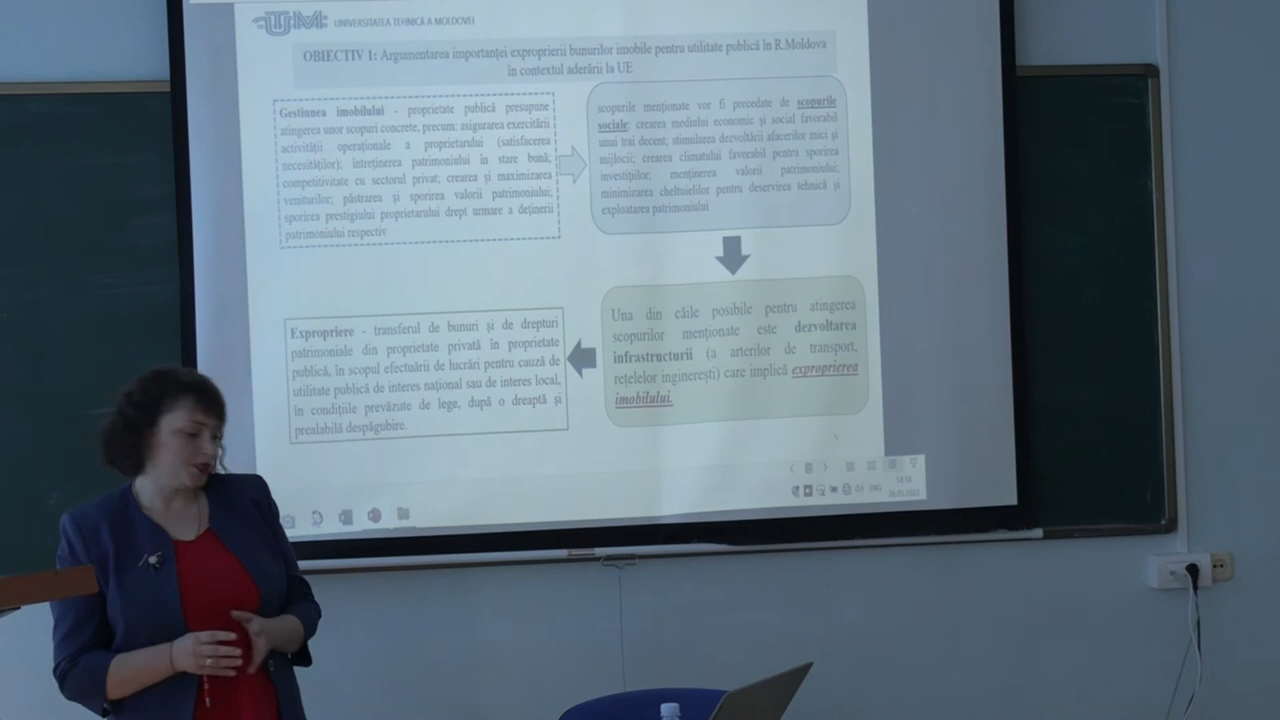 UTM UNIVERSITATEA TEHNICĂ A MOLDOVEI
OBIECTIV 1: Argumentarea importanței exproprierii bunurilor imobile pentru utilitate publică în R.Moldova
în contextul aderării la UE
Gestiunea imobilului - proprietate publică presupune
atingerea unor scopuri concrete, precum: asigurarea exercitării
activității operaționale a proprietarului (satisfacerea
necesităților); întreținerea patrimoniului în stare bună;
competitivitate cu sectorul privat; crearea și maximizarea
veniturilor; păstrarea și sporirea valorii patrimoniului;
sporirea prestigiului proprietarului drept urmare a deținerii
patrimoniului respectiv
scopurile menționate vor fi precedate de scopurile
sociale: crearea mediului economic și social favorabil
unui trai decent; stimularea dezvoltării afacerilor mici și
mijlocii; crearea climatului favorabil pentru sporirea
investițiilor; menținerea valorii patrimoniului;
minimizarea cheltuielilor pentru deservirea tehnică și
exploatarea patrimoniului
Una din căile posibile pentru atingerea
scopurilor menționate este dezvoltarea
infrastructurii (a arterilor de transport,
rețelelor inginerești) care implică exproprierea
imobilului.
Expropriere - transferul de bunuri și de drepturi
patrimoniale din proprietate privată în proprietate
publică, în scopul efectuării de lucrări pentru cauză de
utilitate publică de interes național sau de interes local,
în condițiile prevăzute de lege, după o dreaptă și
prealabilă despăgubire.
ENG
14:18
26.05.2023